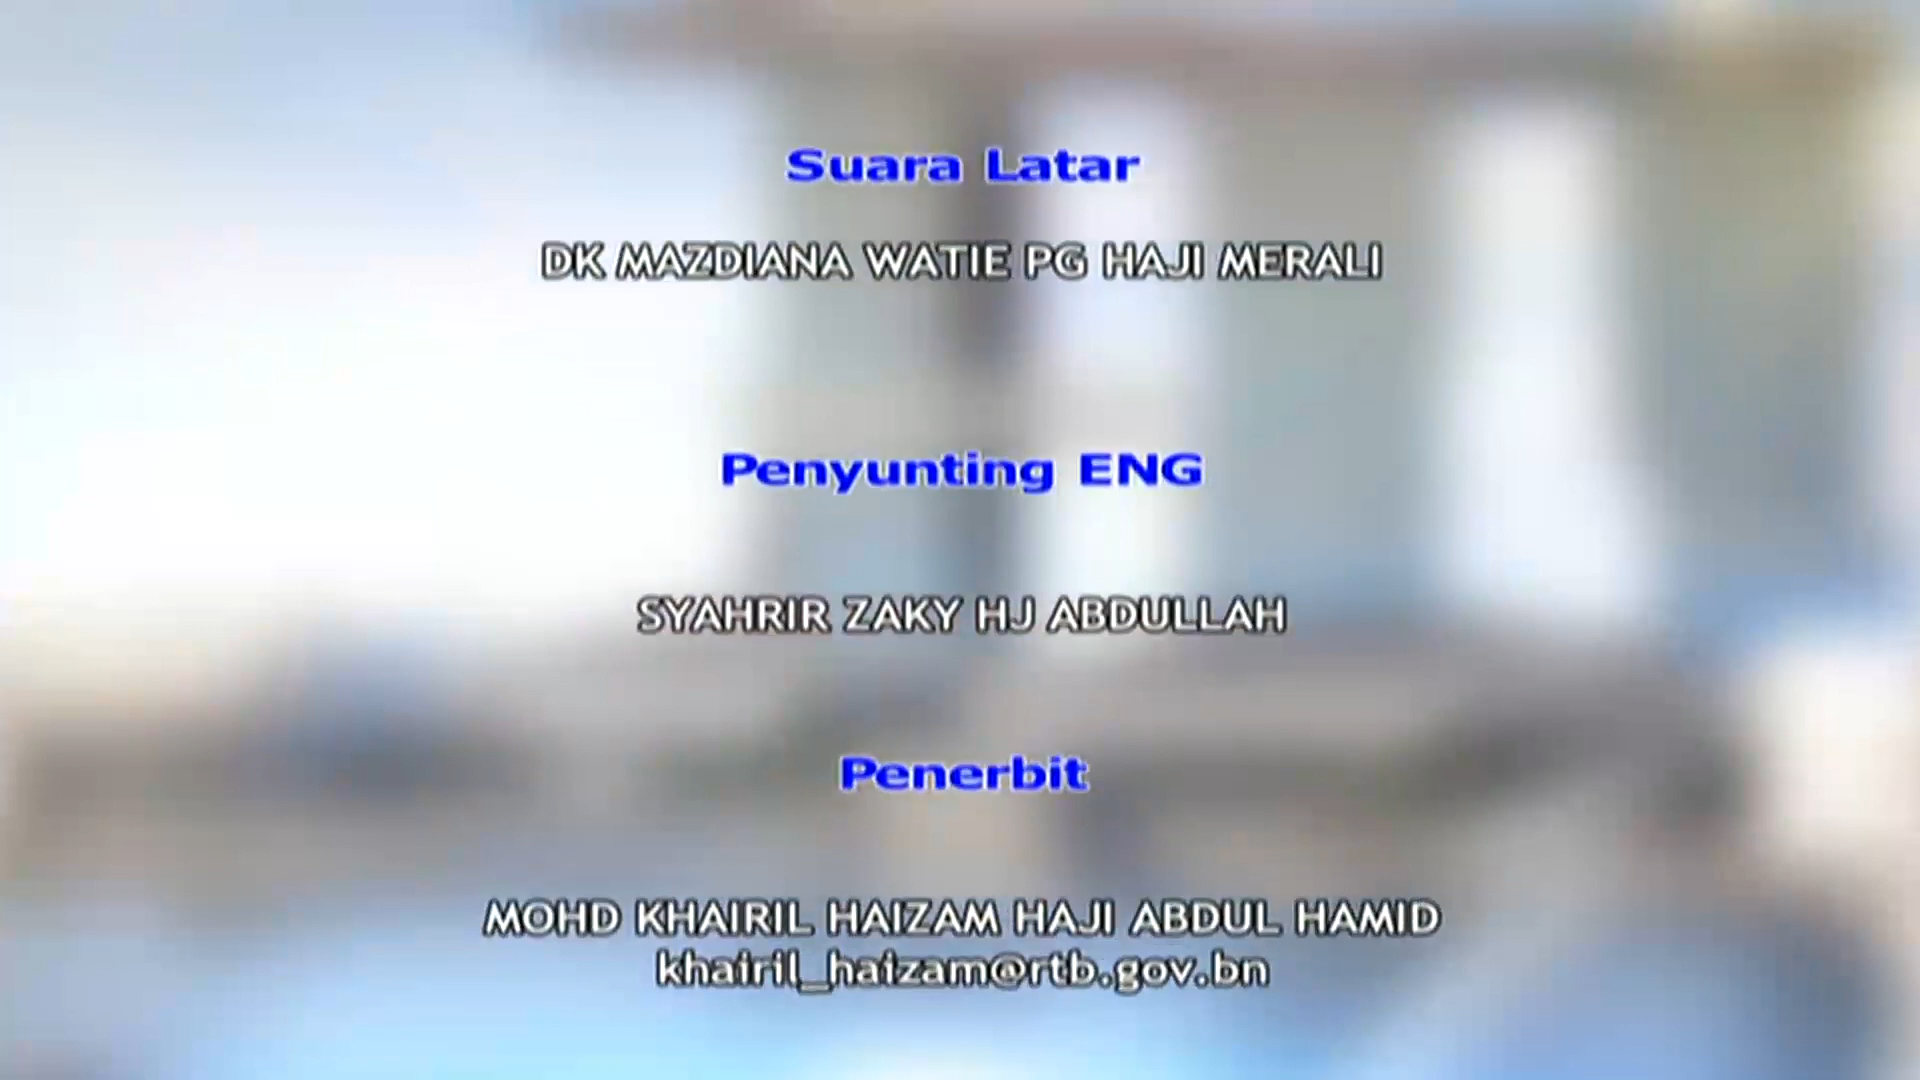 Suara Latar
DK MAZDIANA WATIE PG HAJI MERALI
Penyunting ENG
SYAHRIR ZAKY HJ ABDULLAH
Penerbit
MOHD KHAIRIL HAIZAM HAJI ABDUL HAMID
khairil_haizam@rtb.gov.bn